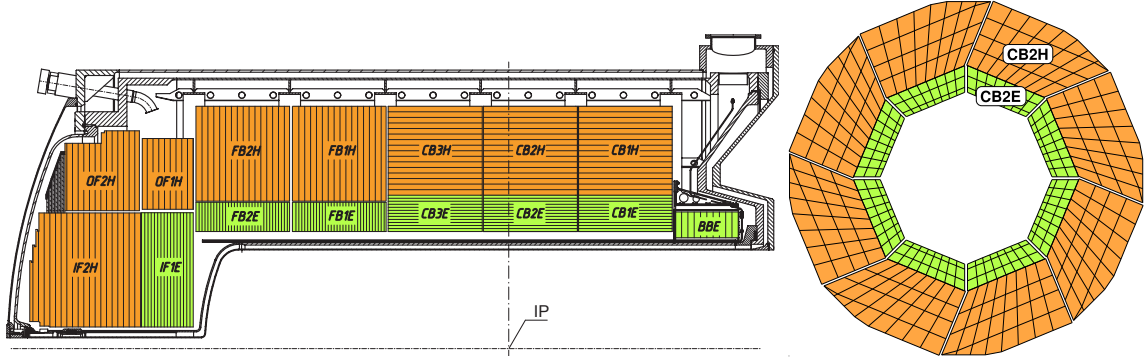 CB2H
CB2E
FB2H
FB1H
CB3H
CB2H
CB1H
OF2H
OF1H
FB2E
FB1E
CB3E
CB2E
CB1E
BBE
IF2H
IF1E
IP